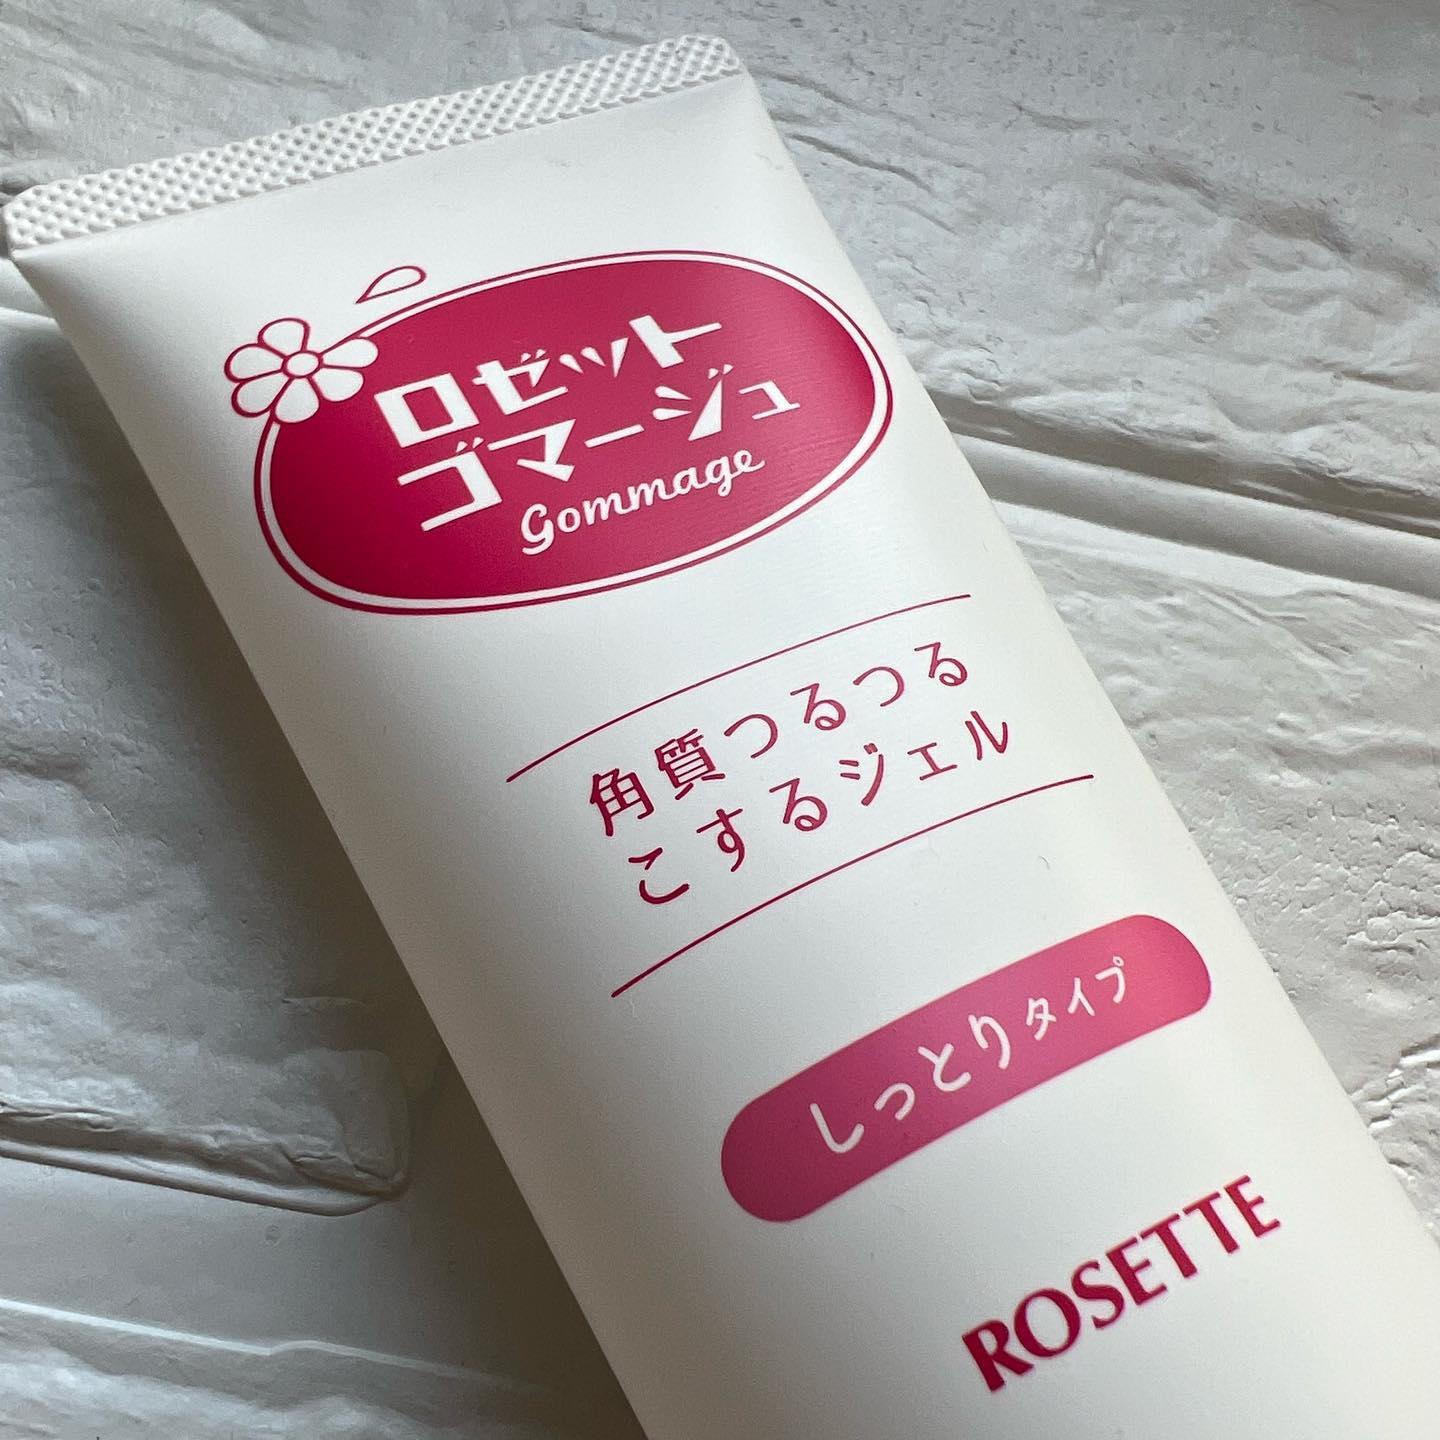 ロゼット
ゴマージュ
Gommage
角質つるつる
こするジェル
しっとりタイプ
ROSETTE